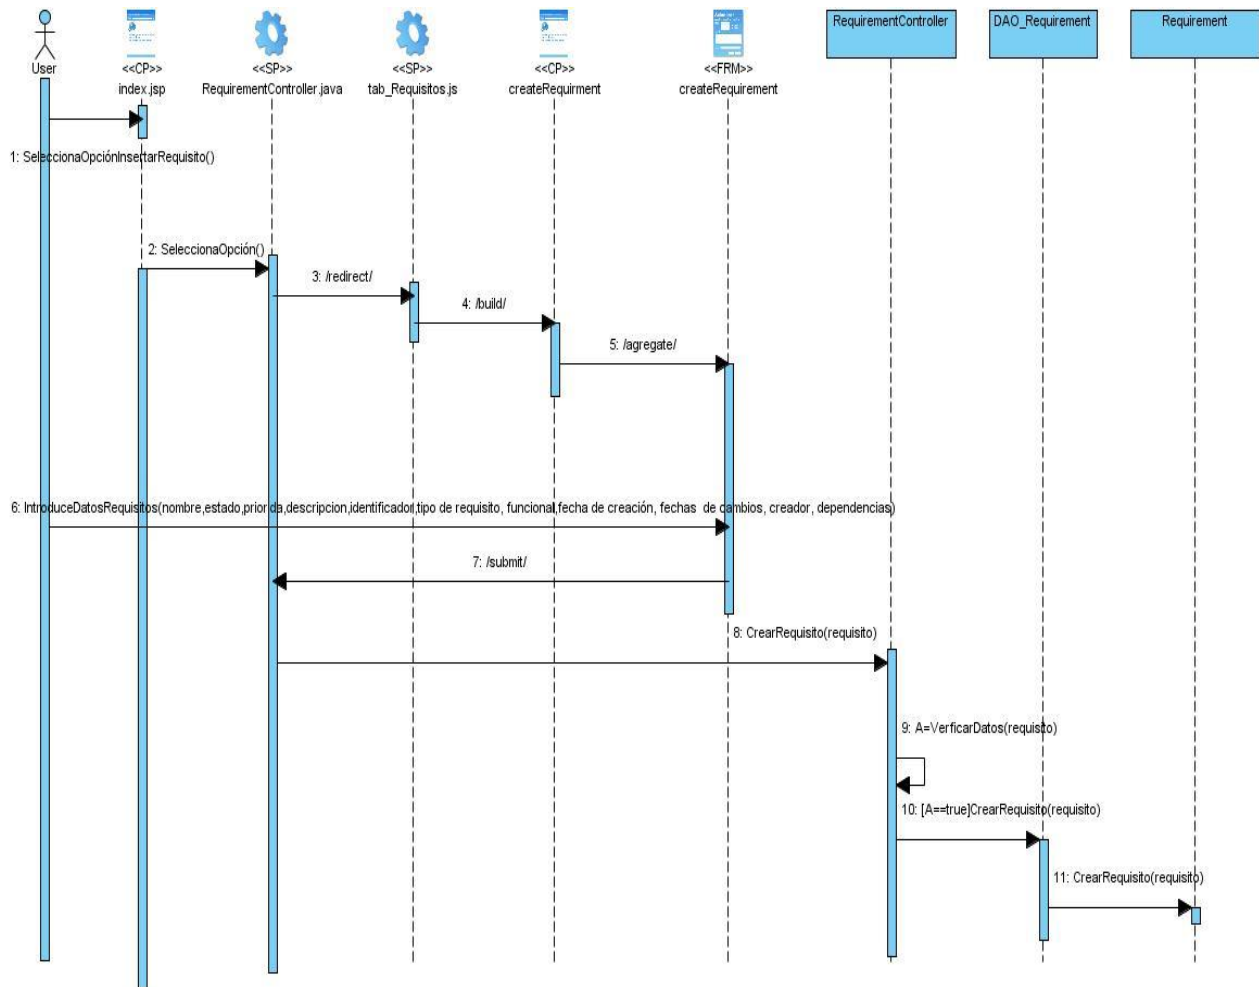 RequirementController
DAO_Requirement
Requirement
User
<<CP>>
index.jsp
<<SP>>
RequirementController.java
<<SP>>
tab_Requisitos.js
<<CP>>
createRequirment
<<FRM>>
createRequirement
1: SeleccionaOpciónInsertarRequisito()
2: SeleccionaOpción()
3: /redirect/
4: /build/
5: /agregate/
6: IntroduceDatosRequisitos(nombre,estado,priorida,descripcion,identificador,tipo de requisito, funcional,fecha de creación, fechas de cambios, creador, dependencias)
7: /submit/
8: CrearRequisito(requisito)
9: A=VerficarDatos(requisito)
10: [A==true]CrearRequisito(requisito)
11: CrearRequisito(requisito)